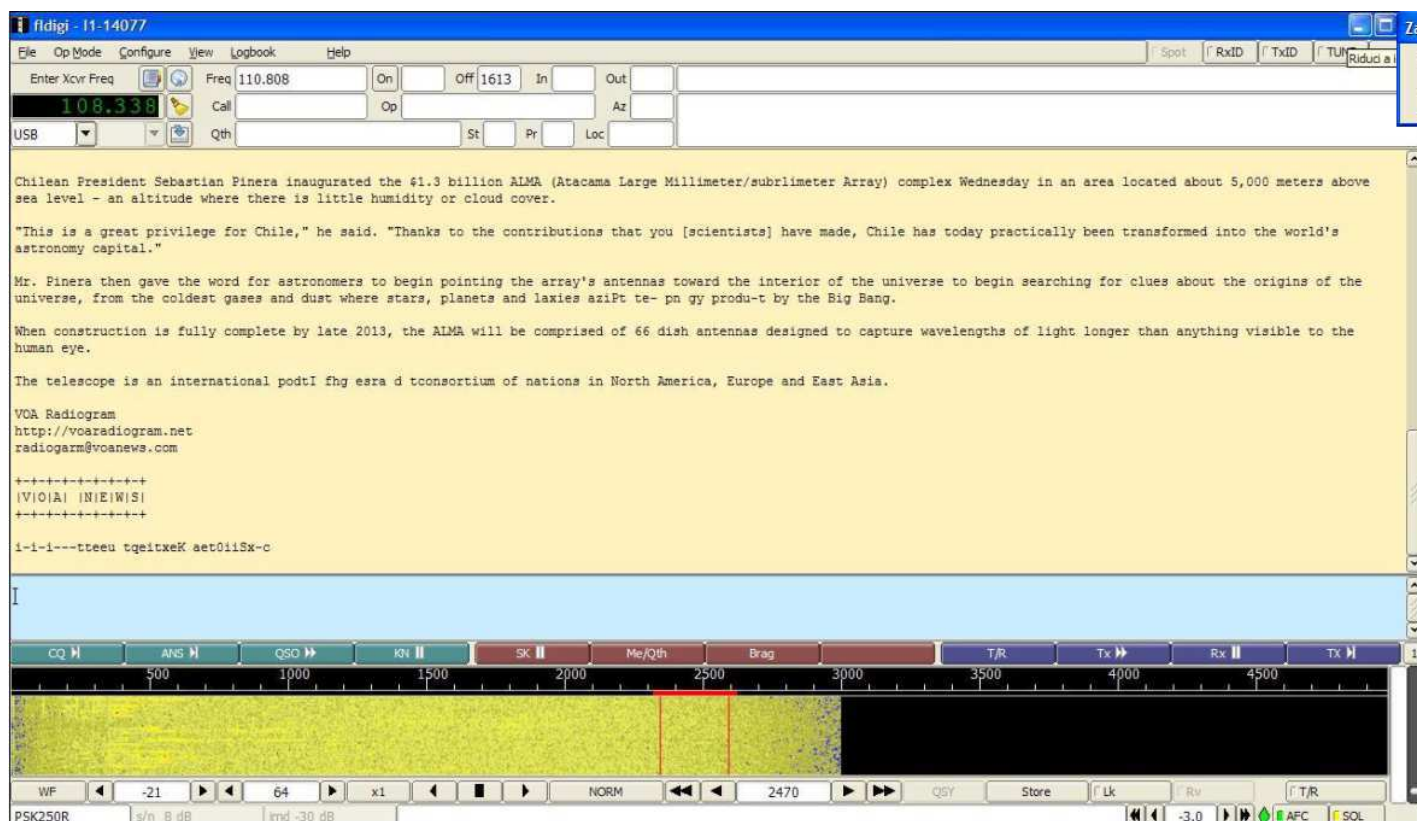 fldigi - I1-14077
Za
File Op Mode Configure View Logbook Help
Spot RxID TxID TUNE
Riduci a i
Enter Xcvr Freq Freq 110.808 On Off 1613 In Out
108.338 Call Op Az
USB Qth St Pr Loc
Chilean President Sebastian Pinera inaugurated the $1.3 billion ALMA (Atacama Large Millimeter/subrlimeter Array) complex Wednesday in an area located about 5,000 meters above
sea level - an altitude where there is little humidity or cloud cover.
"This is a great privilege for Chile," he said. "Thanks to the contributions that you [scientists] have made, Chile has today practically been transformed into the world's
astronomy capital."
Mr. Pinera then gave the word for astronomers to begin pointing the array's antennas toward the interior of the universe to begin searching for clues about the origins of the
universe, from the coldest gases and dust where stars, planets and laxies aziPt te- pn gy produ-t by the Big Bang.
When construction is fully complete by late 2013, the ALMA will be comprised of 66 dish antennas designed to capture wavelengths of light longer than anything visible to the
human eye.
The telescope is an international podtI fhg esra d tconsortium of nations in North America, Europe and East Asia.
VOA Radiogram
http://voaradiogram.net
radiogarm@voanews.com
+-+-+-+-+-+-+-+-+
|V|O|A| |N|E|W|S|
+-+-+-+-+-+-+-+-+
i-i-i---tteeu tqeitxeK aet0iiSx-c
CQ ANS QSO KN SK Me/Qth Brag T/R Tx Rx TX 1
500 1000 1500 2000 2500 3000 3500 4000 4500
WF -21 64 x1 NORM 2470 QSY Store Lk Rv T/R
PSK250R s/n 8 dB imd -30 dB -3.0 AFC SQL